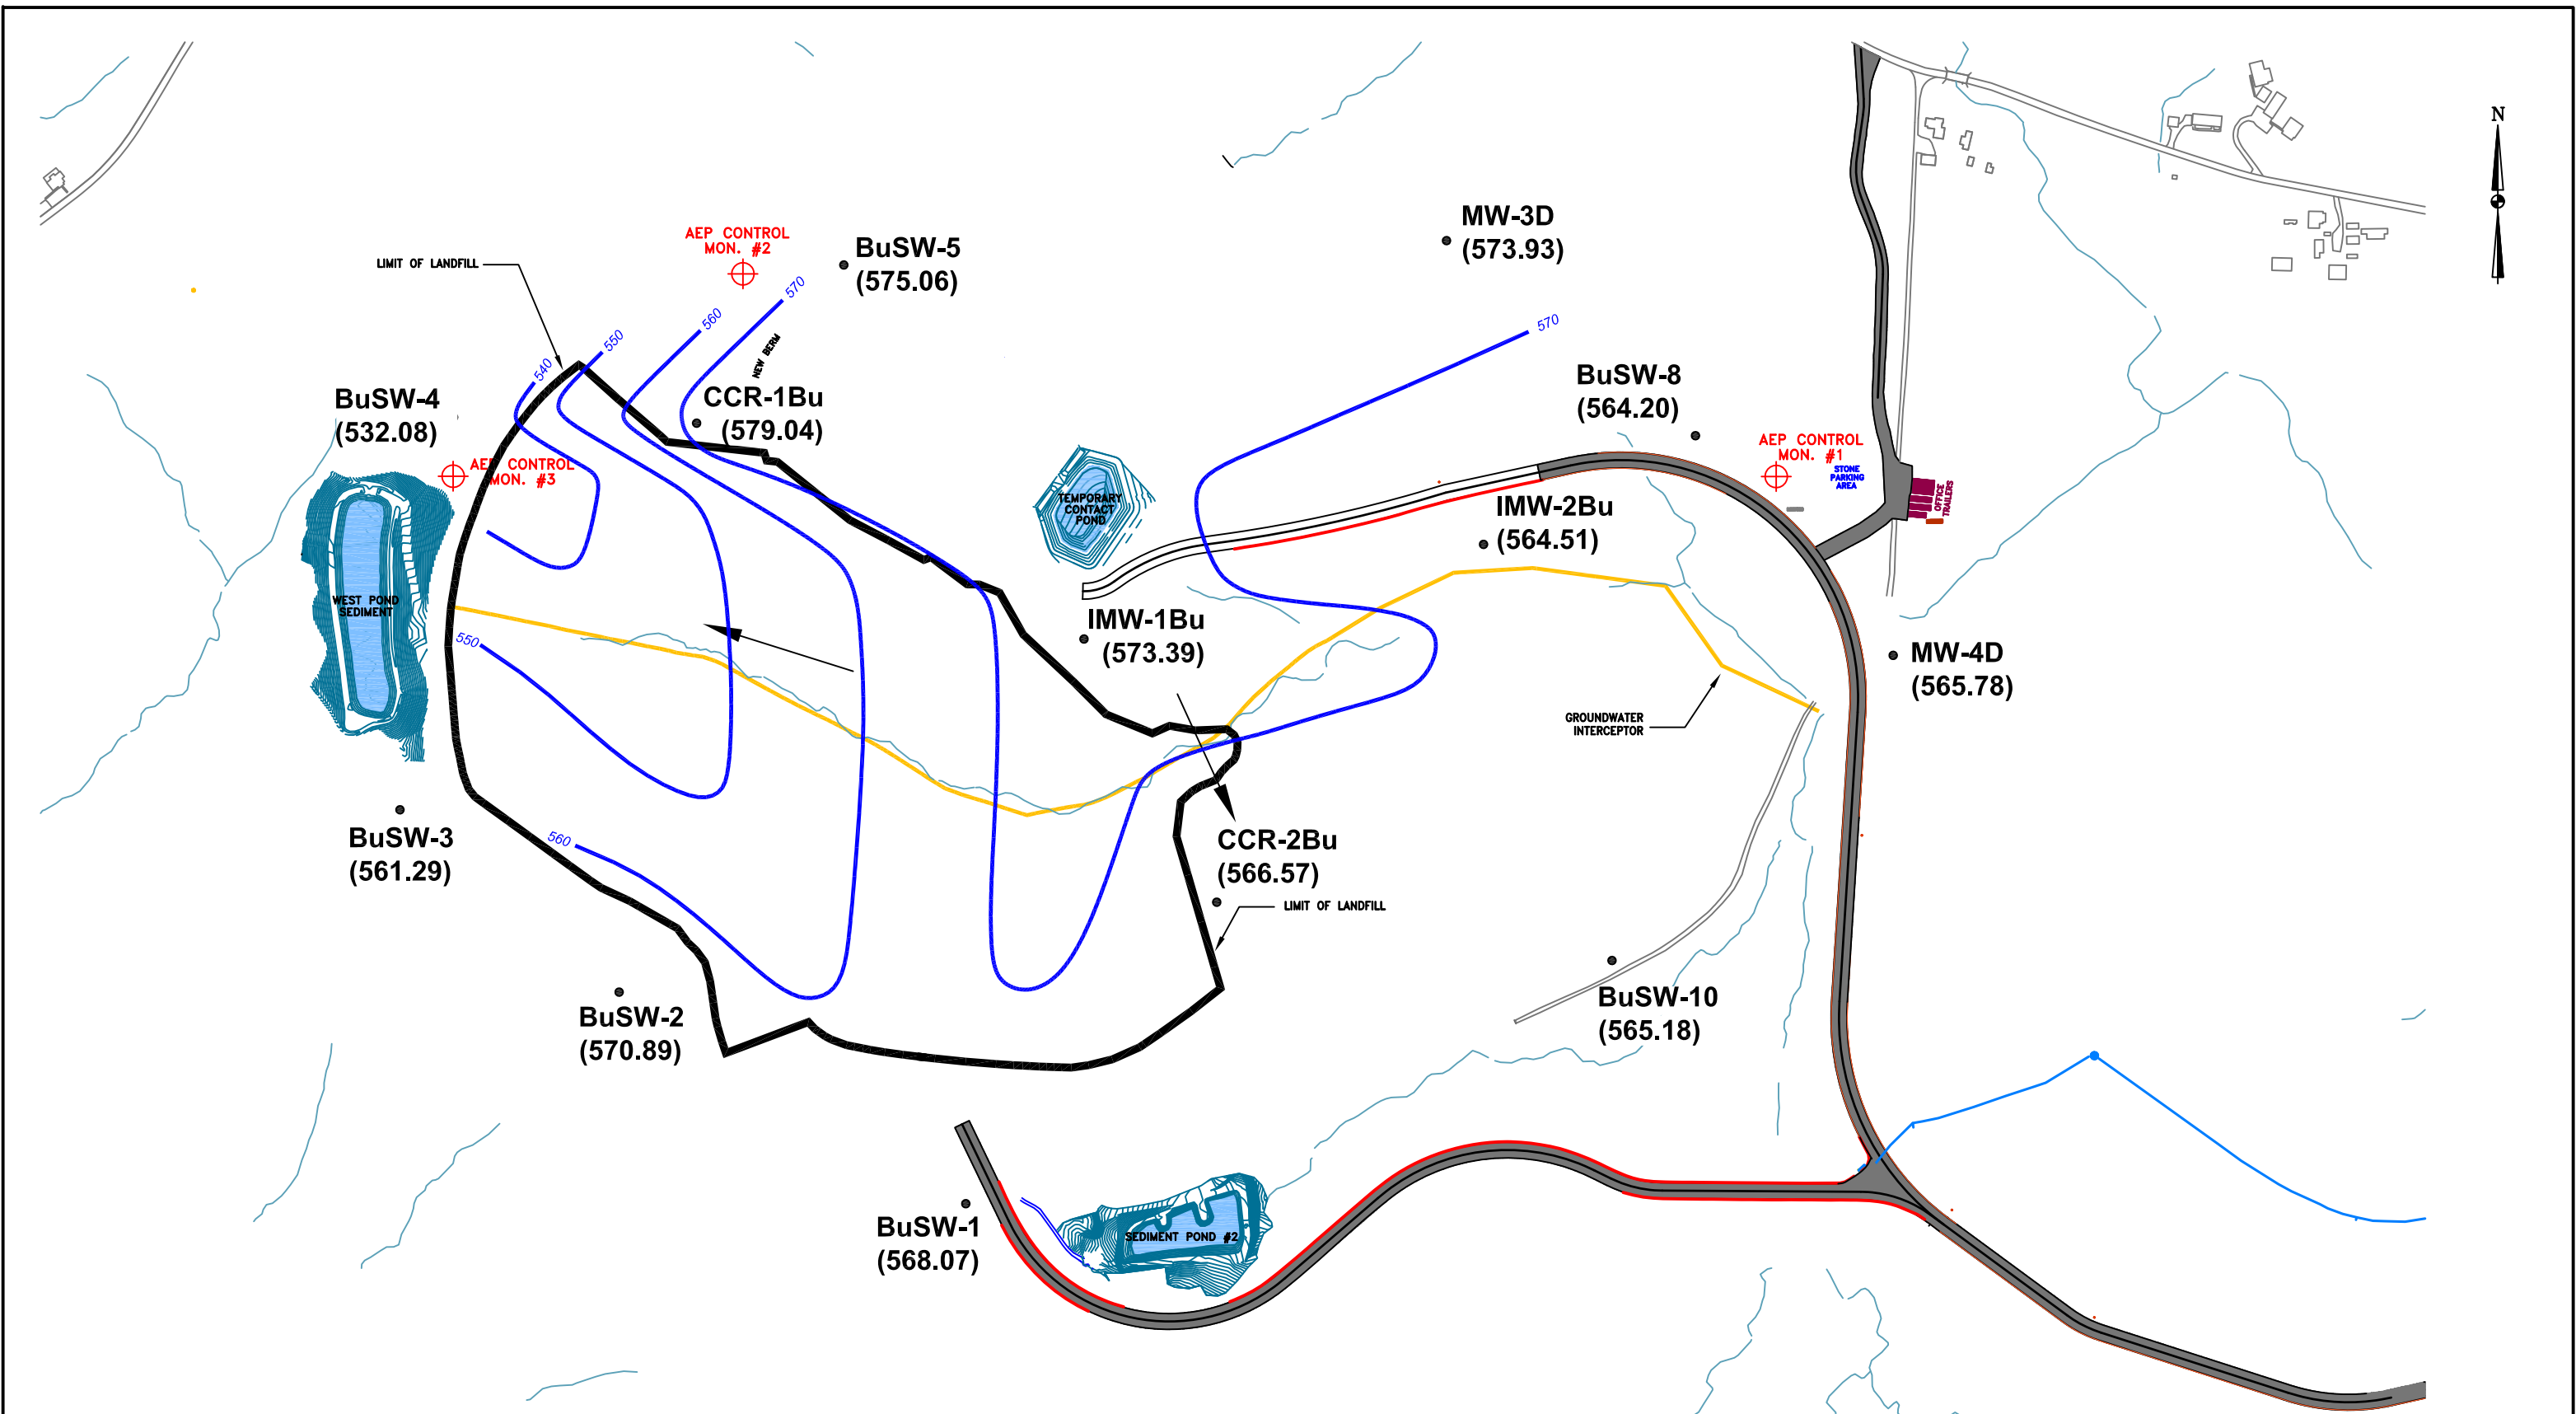 N
MW-3D
(573.93)
AEP CONTROL
MON. #2
BuSW-5
(575.06)
LIMIT OF LANDFILL
570
560
550
540
NEW BERM
570
BuSW-4
(532.08)
CCR-1Bu
(579.04)
BuSW-8
(564.20)
AEP CONTROL
MON. #1
STONE
PARKING
AREA
OFFICE
TRAILERS
AEP CONTROL
MON. #3
TEMPORARY
CONTACT
POND
IMW-2Bu
(564.51)
WEST POND
SEDIMENT
550
IMW-1Bu
(573.39)
MW-4D
(565.78)
GROUNDWATER
INTERCEPTOR
BuSW-3
(561.29)
560
CCR-2Bu
(566.57)
LIMIT OF LANDFILL
BuSW-2
(570.89)
BuSW-10
(565.18)
BuSW-1
(568.07)
SEDIMENT POND #2